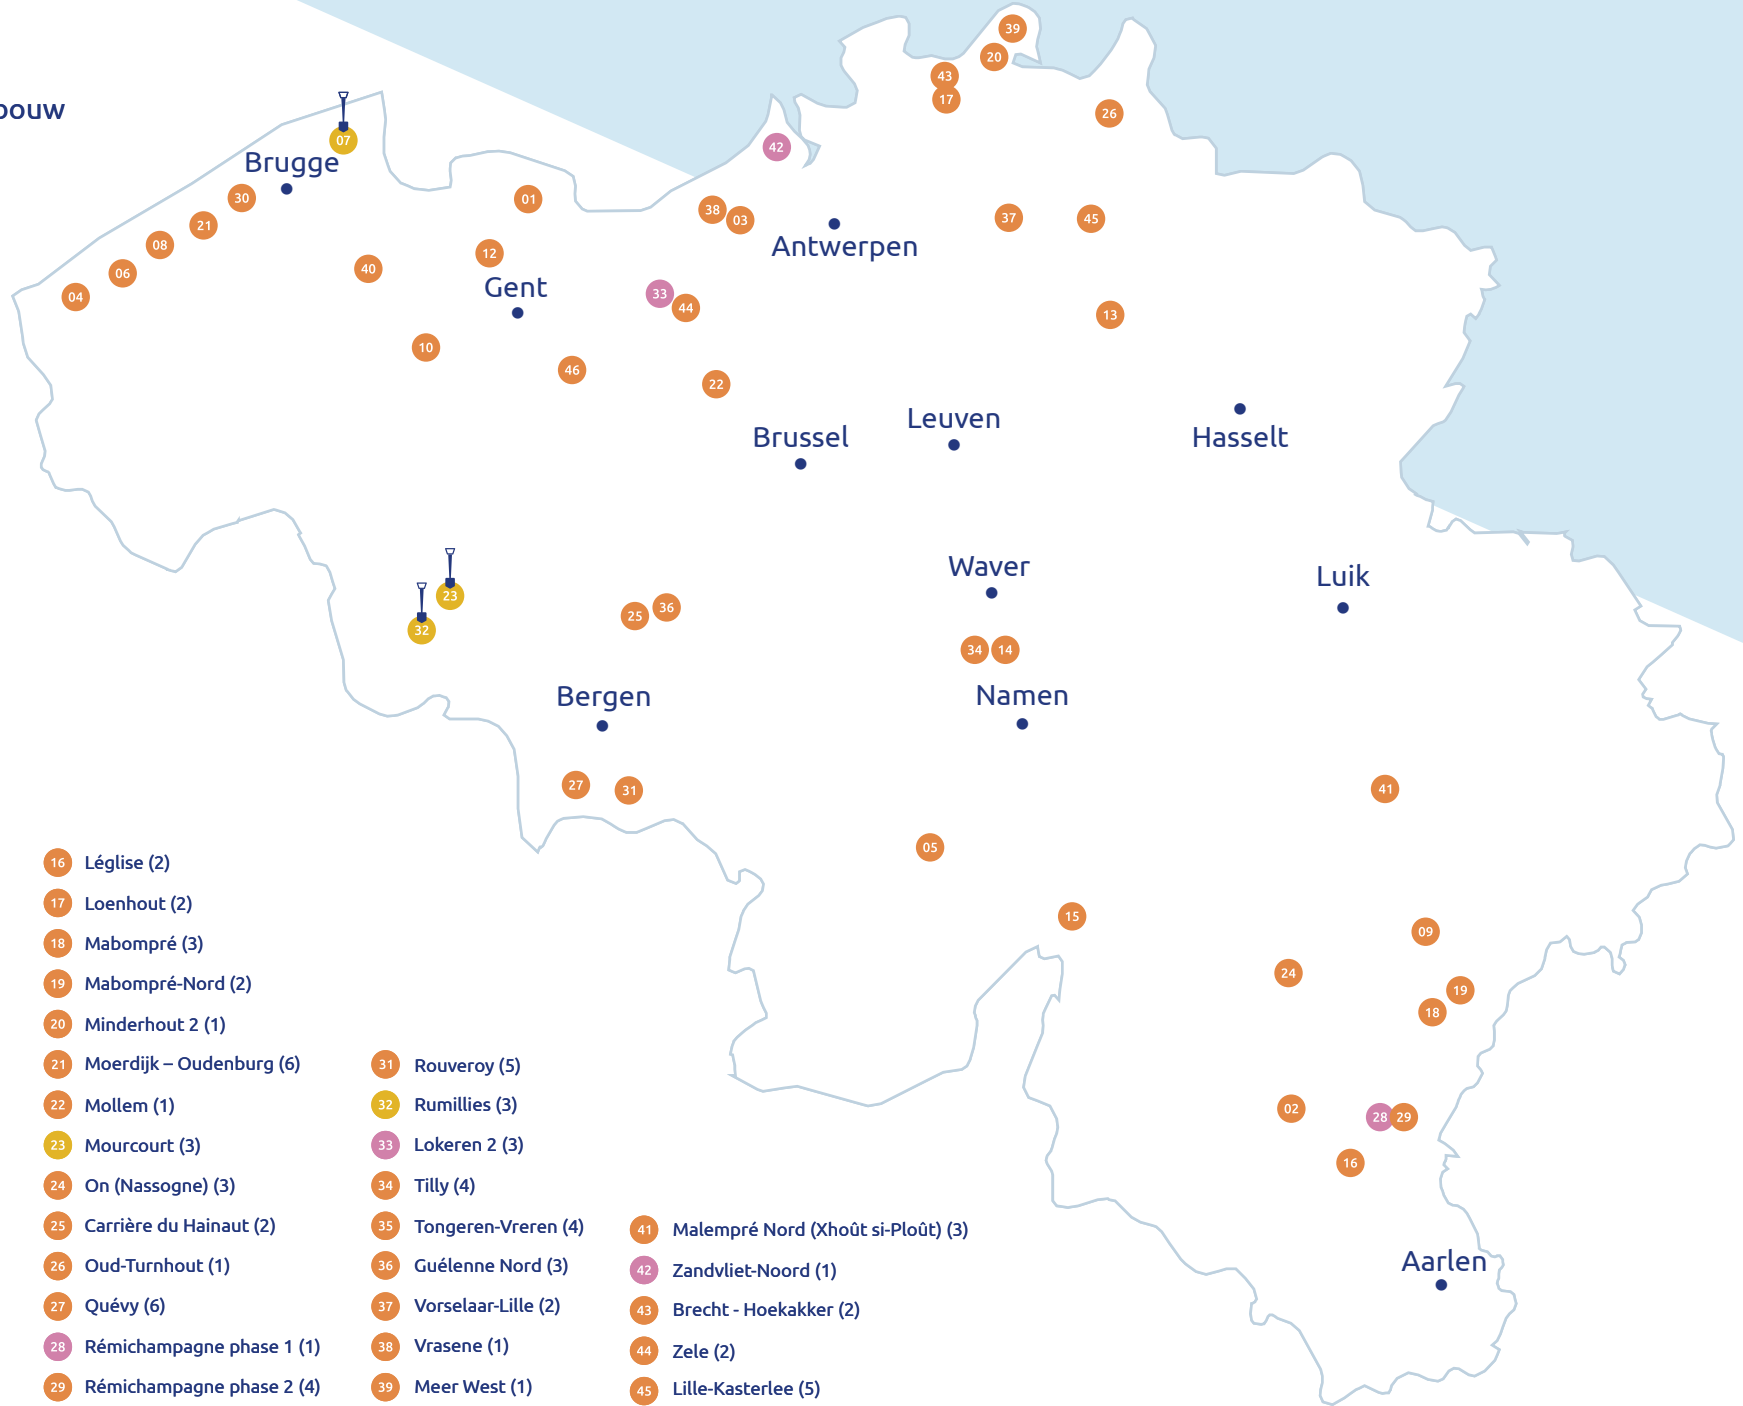 ouw
39
20
43
17
26
07
42
Brugge
30
01
38
03
37
45
21
Antwerpen
08
12
06
40
Gent
04
33
44
13
10
46
22
Leuven
Brussel
Hasselt
Waver
Luik
23
25
36
32
34
14
Bergen
Namen
27
31
41
05
15
09
24
19
18
02
28
29
16
Aarlen
16 Léglise (2)
17 Loenhout (2)
18 Mabompré (3)
19 Mabompré-Nord (2)
20 Minderhout 2 (1)
21 Moerdijk – Oudenburg (6)
22 Mollem (1)
23 Mourcourt (3)
24 On (Nassogne) (3)
25 Carrière du Hainaut (2)
26 Oud-Turnhout (1)
27 Quévy (6)
28 Rémichampagne phase 1 (1)
29 Rémichampagne phase 2 (4)
31 Rouveroy (5)
32 Rumillies (3)
33 Lokeren 2 (3)
34 Tilly (4)
35 Tongeren-Vreren (4)
36 Guélenne Nord (3)
37 Vorselaar-Lille (2)
38 Vrasene (1)
39 Meer West (1)
41 Malempré Nord (Xhoût si-Ploût) (3)
42 Zandvliet-Noord (1)
43 Brecht - Hoekakker (2)
44 Zele (2)
45 Lille-Kasterlee (5)